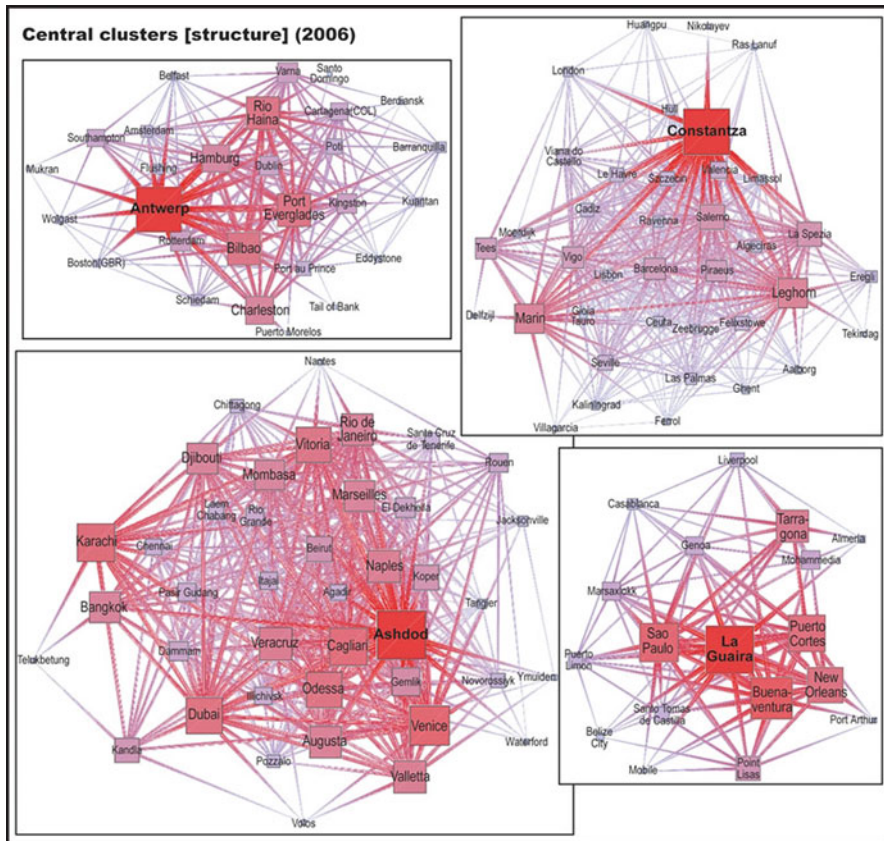 Central clusters [structure] (2006)
Belfast
Varna
Santo
Domingo
Rio
Haina
Cartagena(COL)
Berdiansk
Southampton
Amsterdam
Hamburg
Dublin
Poti
Barranquilla
Mukran
Flushing
Antwerp
Port
Everglades
Kingston
Kuantan
Wolgast
Rotterdam
Bilbao
Boston(GBR)
Port au Prince
Eddystone
Schiedam
Charleston
Tail of Bank
Puerto Morelos
Huangpu
Nikolayev
Ras Lanuf
London
Hull
Constantza
Viana do
Castello
Le Havre
Szczecin
Valencia
Limassol
Cadiz
Ravenna
Salerno
Moerdijk
Tees
Vigo
Algeciras
La Spezia
Lisbon
Barcelona
Piraeus
Leghorn
Eregli
Delfzijl
Marin
Gioia
Tauro
Ceuta
Zeebrugge
Felixstowe
Tekirdag
Seville
Las Palmas
Aalborg
Kaliningrad
Ghent
Villagarcia
Ferrol
Nantes
Chittagong
Rio de
Janeiro
Vitoria
Santa Cruz
de Tenerife
Djibouti
Mombasa
Rouen
Marseilles
Laem
Chabang
Rio
Grande
El Dekheila
Jacksonville
Karachi
Chennai
Beirut
Naples
Koper
Itajai
Pasir Gudang
Agadir
Bangkok
Tangier
Ashdod
Veracruz
Cagliari
Telukbetung
Dammam
Gemlik
Novorossiyk
Ymuiden
Illichivsk
Odessa
Dubai
Venice
Augusta
Waterford
Kandla
Pozzalo
Valletta
Volos
Liverpool
Casablanca
Tarra-
gona
Almeria
Genoa
Mohammedia
Marsaxlokk
Sao
Paulo
La
Guaira
Puerto
Cortes
Puerto
Limon
New
Orleans
Buena-
ventura
Santo Tomas
de Castilla
Port Arthur
Belize
City
Mobile
Point
Lisas